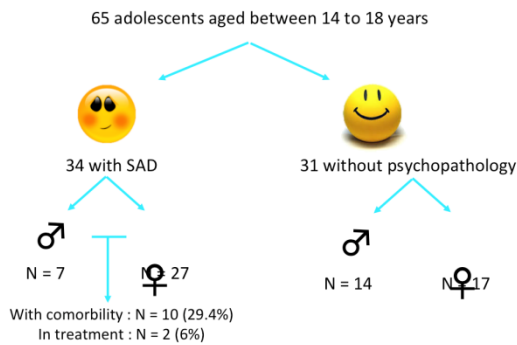 65 adolescents aged between 14 to 18 years
34 with SAD
31 without psychopathology
N = 7
N = 27
N = 14
N = 17
With comorbility : N = 10 (29.4%)
In treatment : N = 2 (6%)